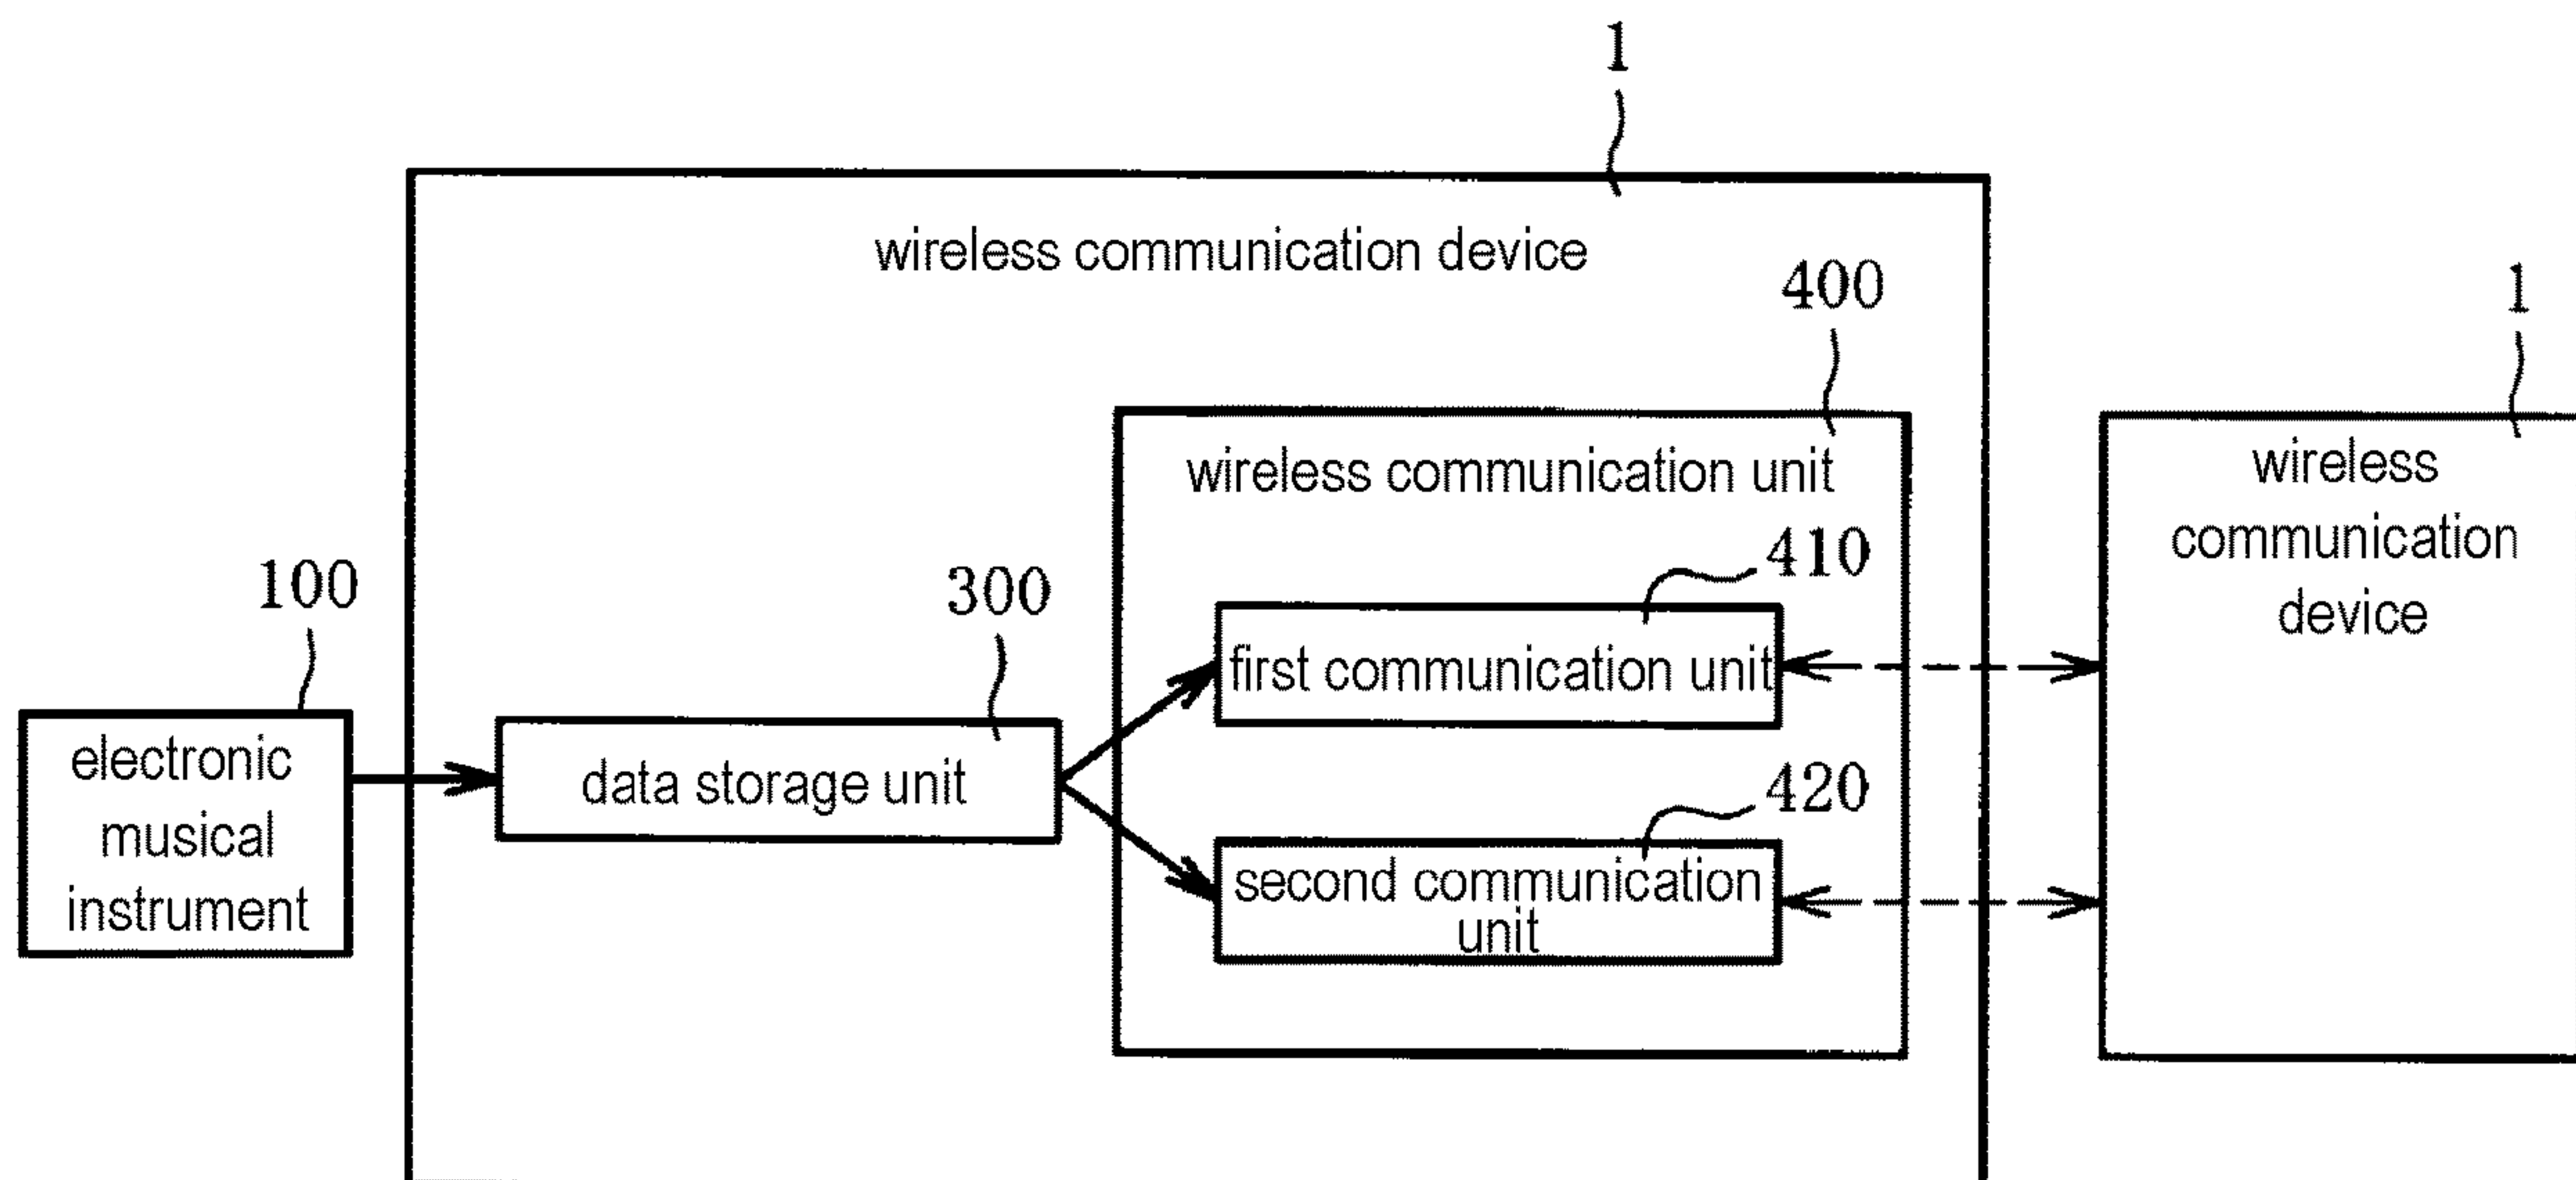 1
wireless communication device
400
1
wireless communication unit
wireless
communication
device
410
100
300
first communication unit
electronic
musical
instrument
data storage unit
420
second communication
unit